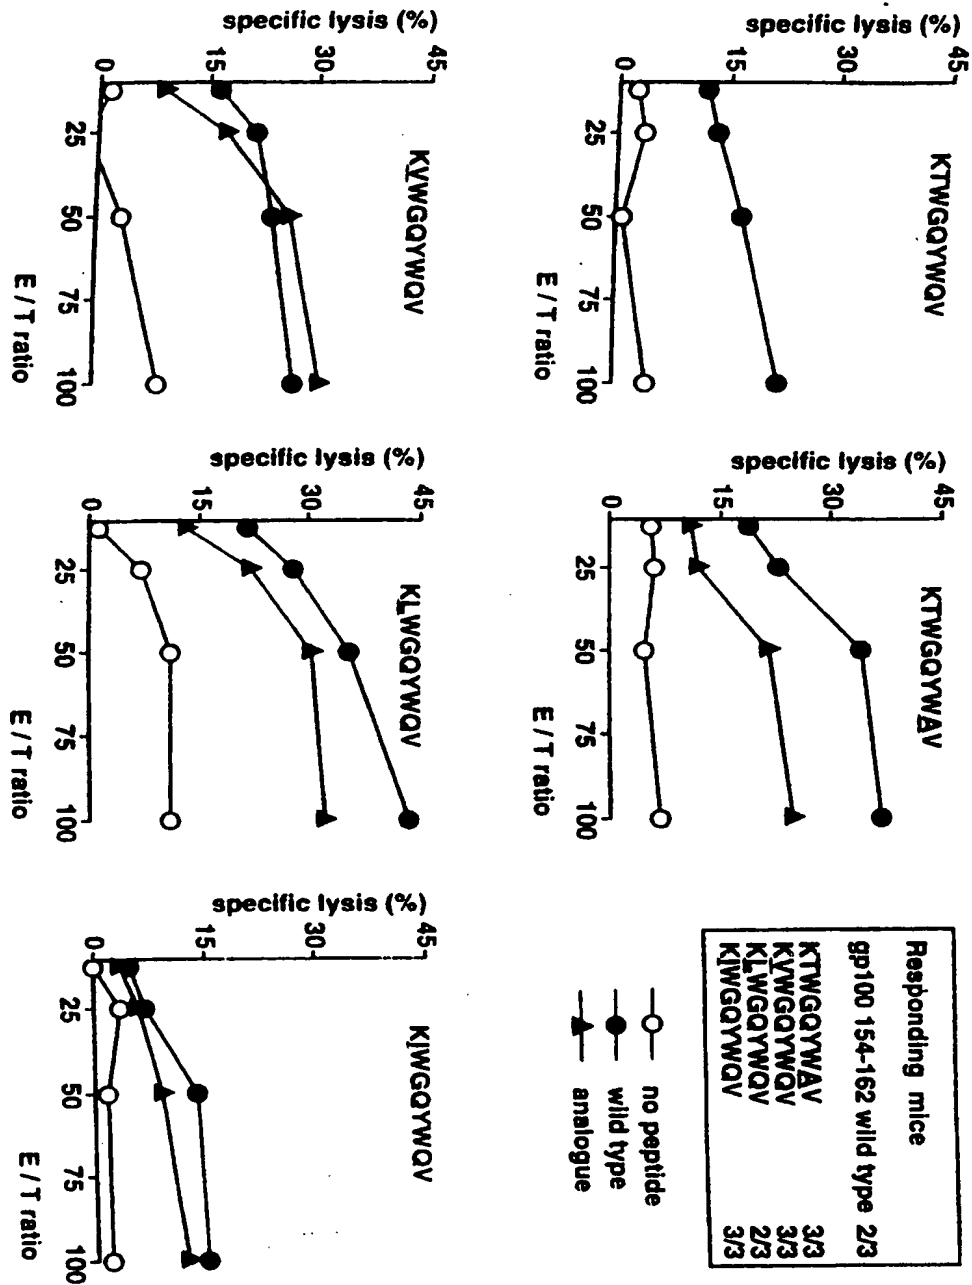 KTWGQYWQV
specific lysis (%)
45
30
15
0
25
50
75
100
E / T ratio
KTWGQYWAV
specific lysis (%)
45
30
15
0
25
50
75
100
E / T ratio
Responding mice
gp100 154-162 wild type 2/3
KTWGQYWAV 3/3
KVWGQYWQV 3/3
KLWGQYWQV 2/3
KIWGQYWQV 3/3
no peptide
wild type
analogue
KVWGQYWQV
specific lysis (%)
45
30
15
0
25
50
75
100
E / T ratio
KLWGQYWQV
specific lysis (%)
45
30
15
0
25
50
75
100
E / T ratio
KIWGQYWQV
specific lysis (%)
45
30
15
0
25
50
75
100
E / T ratio